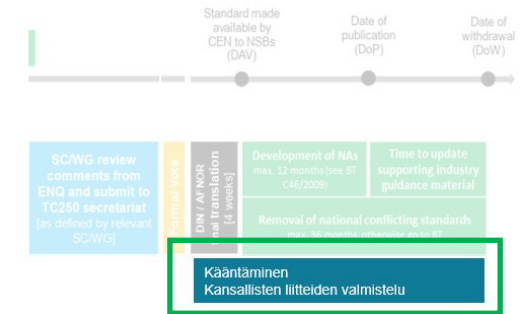 Standard made
available by
CEN to NSBs
(DAV)
Date of
publication
(DoP)
Date of
withdrawal
(DoW)
SC/WG review
comments from
ENQ and submit to
TC250 secretariat
[as defined by relevant
SC/WG]
Formal Vote
DIN / AFNOR
final translation
[4 weeks]
Development of NAs
max. 12 months (see BT
C46/2009)
Time to update
supporting industry
guidance material
Removal of national conflicting standards
max. 36 months, otherwise go to BT
Kääntäminen
Kansallisten liitteiden valmistelu